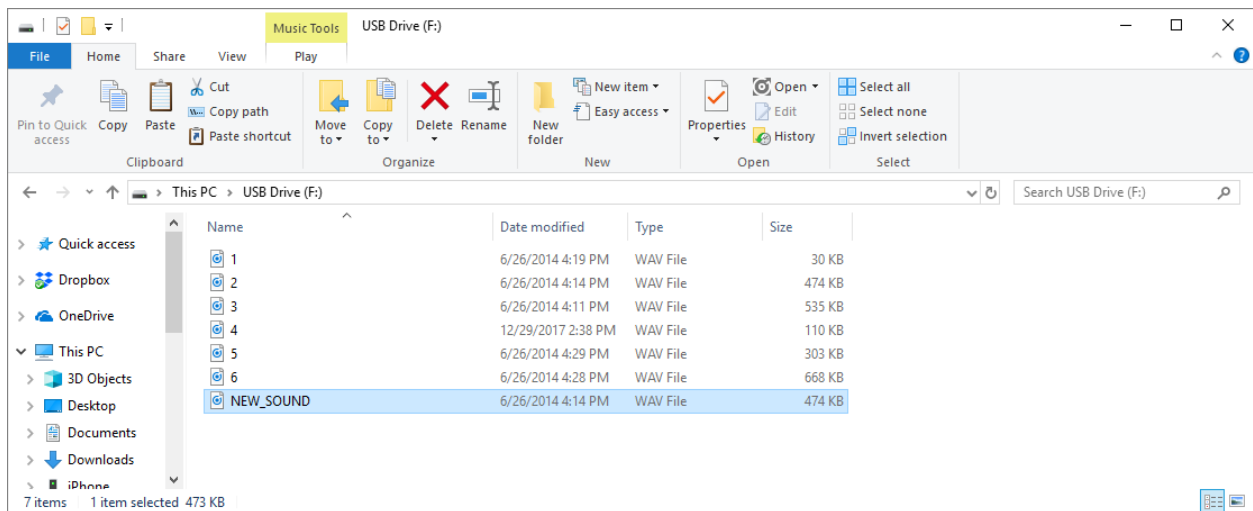 Music Tools USB Drive (F:)
File Home Share View Play
Pin to Quick access
Copy
Paste
Cut
Copy path
Paste shortcut
Clipboard
Move to
Copy to
Delete
Rename
Organize
New folder
New item
Easy access
New
Properties
Open
Edit
History
Open
Select all
Select none
Invert selection
Select
This PC > USB Drive (F:)
Search USB Drive (F:)
Quick access
Dropbox
OneDrive
This PC
3D Objects
Desktop
Documents
Downloads
iPhone
Name Date modified Type Size
1 6/26/2014 4:19 PM WAV File 30 KB
2 6/26/2014 4:14 PM WAV File 474 KB
3 6/26/2014 4:11 PM WAV File 535 KB
4 12/29/2017 2:38 PM WAV File 110 KB
5 6/26/2014 4:29 PM WAV File 303 KB
6 6/26/2014 4:28 PM WAV File 668 KB
NEW_SOUND 6/26/2014 4:14 PM WAV File 474 KB
7 items 1 item selected 473 KB